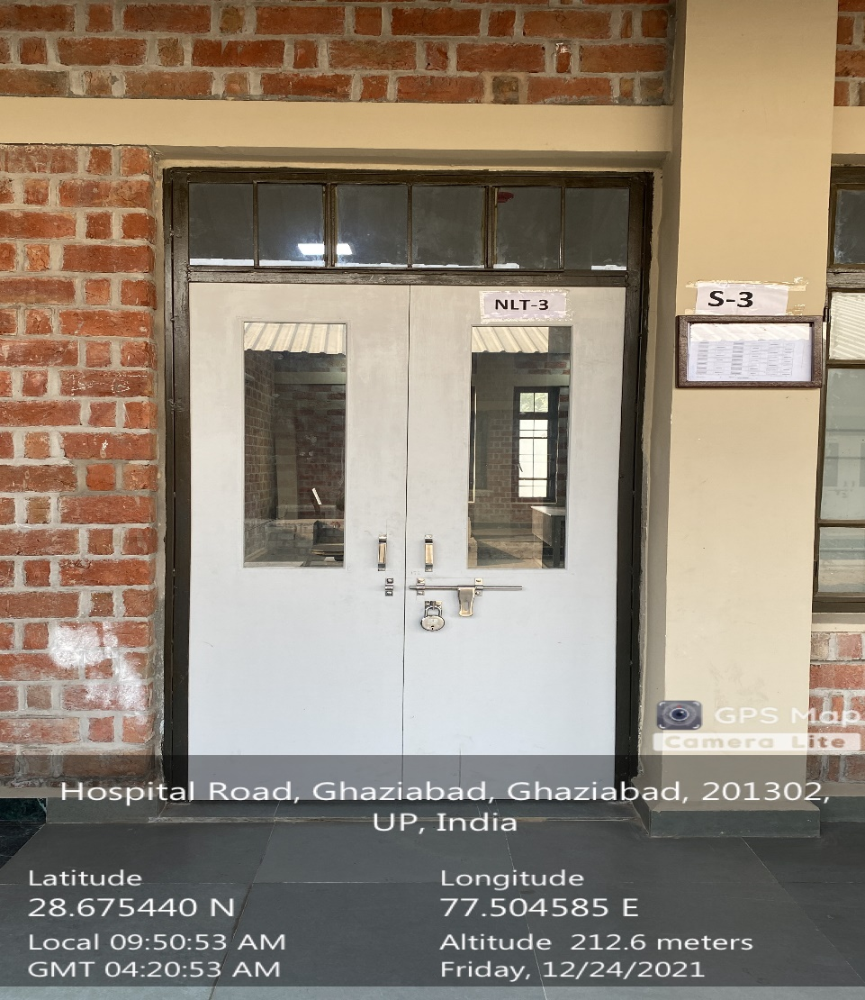 NLT-3
S-3
GPS Map
Camera Lite
Hospital Road, Ghaziabad, Ghaziabad, 201302,
UP, India
Latitude
28.675440 N
Longitude
77.504585 E
Local 09:50:53 AM
GMT 04:20:53 AM
Altitude 212.6 meters
Friday, 12/24/2021